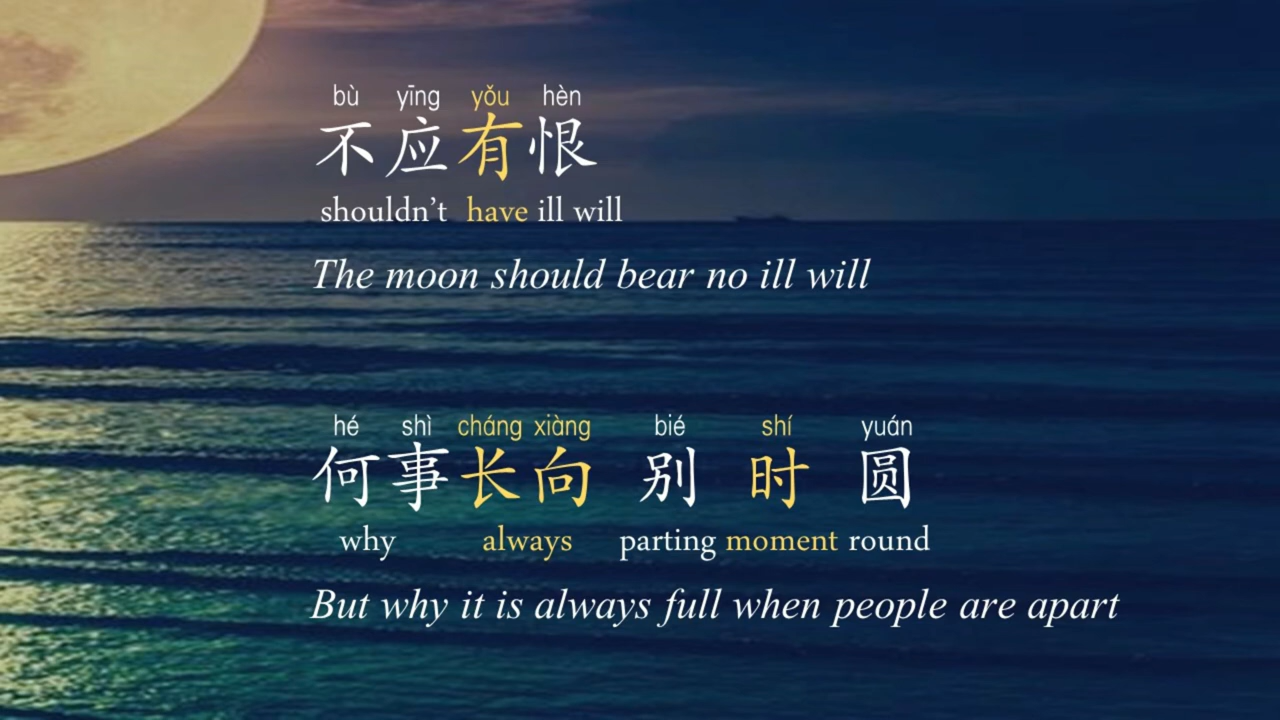 bù yīng yǒu hèn
不应有恨
shouldn’t have ill will
The moon should bear no ill will
hé shì cháng xiàng bié shí yuán
何事长向 别 时 圆
why always parting moment round
But why it is always full when people are apart